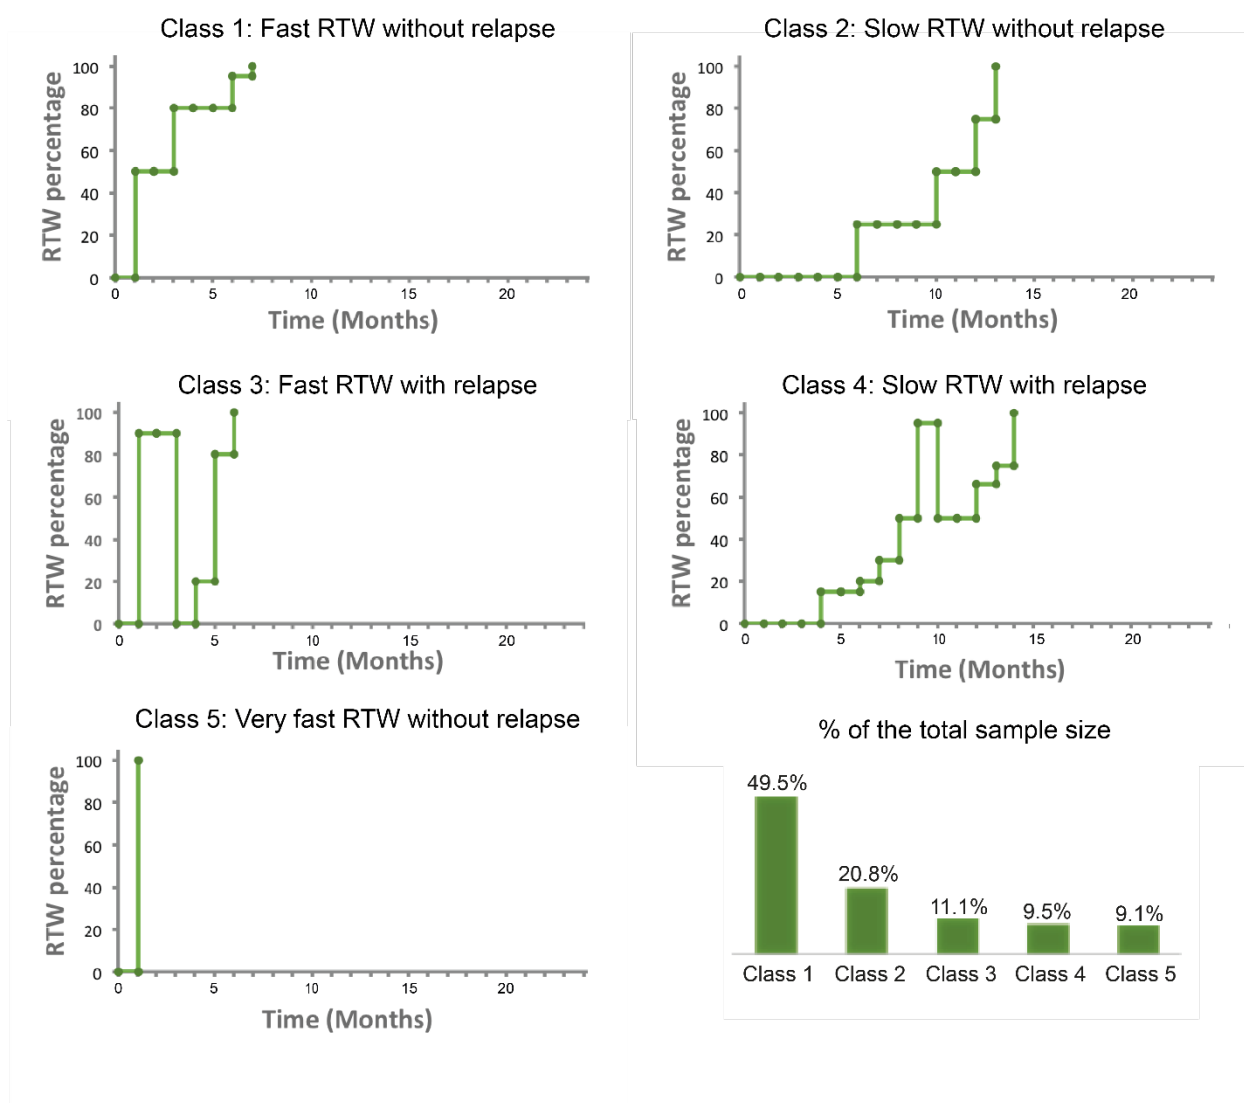 Class 1: Fast RTW without relapse
RTW percentage
100
80
60
40
20
0
0 5 10 15 20
Time (Months)
Class 2: Slow RTW without relapse
RTW percentage
100
80
60
40
20
0
0 5 10 15 20
Time (Months)
Class 3: Fast RTW with relapse
RTW percentage
100
80
60
40
20
0
0 5 10 15 20
Time (Months)
Class 4: Slow RTW with relapse
RTW percentage
100
80
60
40
20
0
0 5 10 15 20
Time (Months)
Class 5: Very fast RTW without relapse
RTW percentage
100
80
60
40
20
0
0 5 10 15 20
Time (Months)
% of the total sample size
49.5%
20.8%
11.1%
9.5%
9.1%
Class 1 Class 2 Class 3 Class 4 Class 5